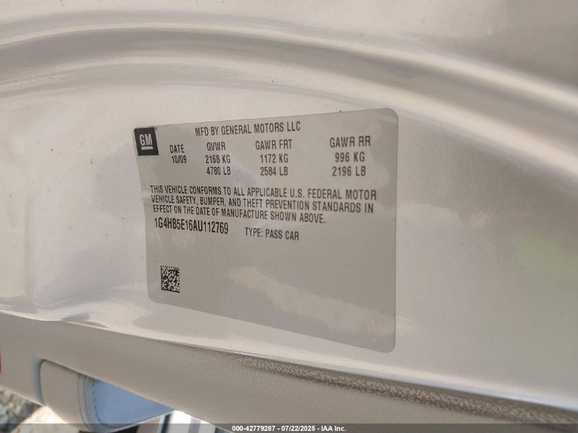 GM
MFD BY GENERAL MOTORS LLC
DATE GVWR GAWR FRT GAWR RR
10/09 2168 KG 1172 KG 996 KG
4780 LB 2584 LB 2196 LB
THIS VEHICLE CONFORMS TO ALL APPLICABLE U.S. FEDERAL MOTOR
VEHICLE SAFETY, BUMPER, AND THEFT PREVENTION STANDARDS IN
EFFECT ON THE DATE OF MANUFACTURE SHOWN ABOVE.
1G4HB5E16AU112769 TYPE: PASS CAR
000-42779287 - 07/22/2025 - IAA Inc.